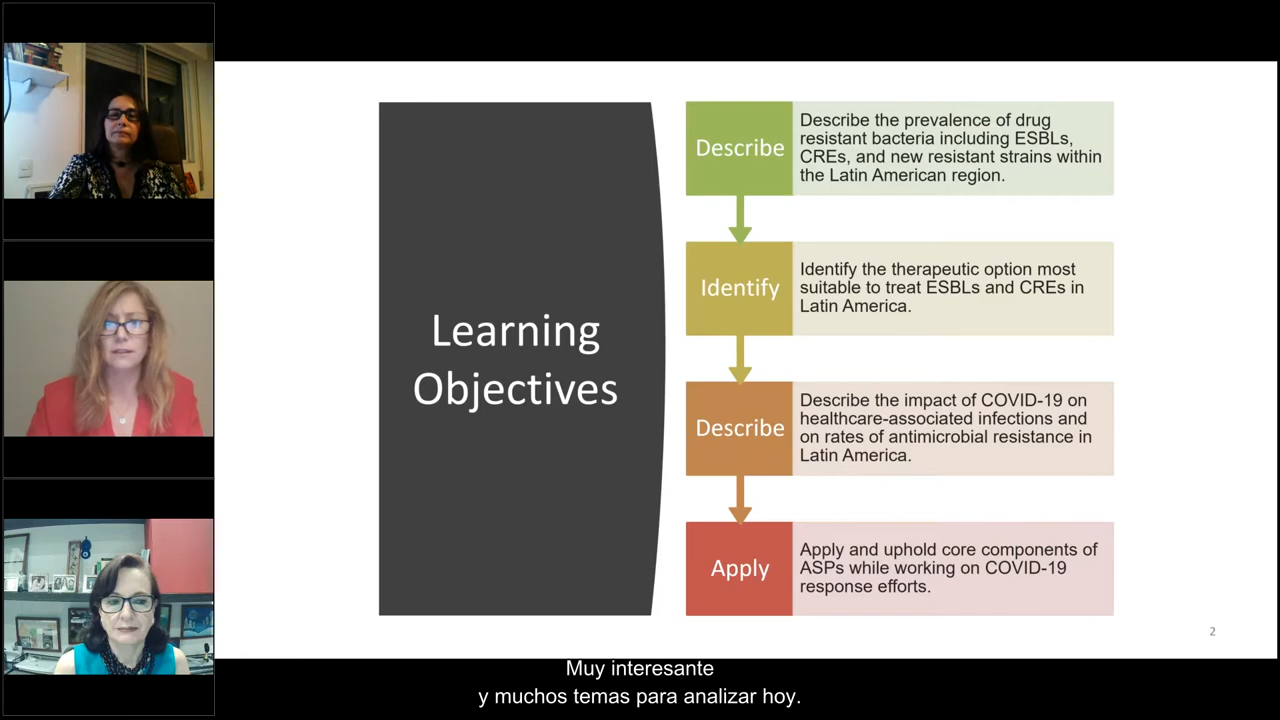 Learning
Objectives
Describe
Describe the prevalence of drug
resistant bacteria including ESBLs,
CREs, and new resistant strains within
the Latin American region.
Identify
Identify the therapeutic option most
suitable to treat ESBLs and CREs in
Latin America.
Describe
Describe the impact of COVID-19 on
healthcare-associated infections and
on rates of antimicrobial resistance in
Latin America.
Apply
Apply and uphold core components of
ASPs while working on COVID-19
response efforts.
2
Muy interesante
y muchos temas para analizar hoy.